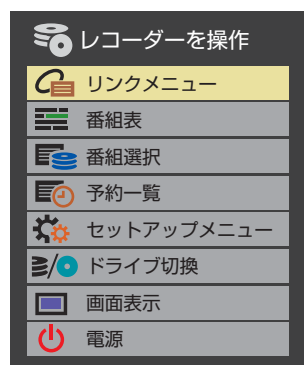 レコーダーを操作
リンクメニュー
番組表
番組選択
予約一覧
セットアップメニュー
ドライブ切換
画面表示
電源